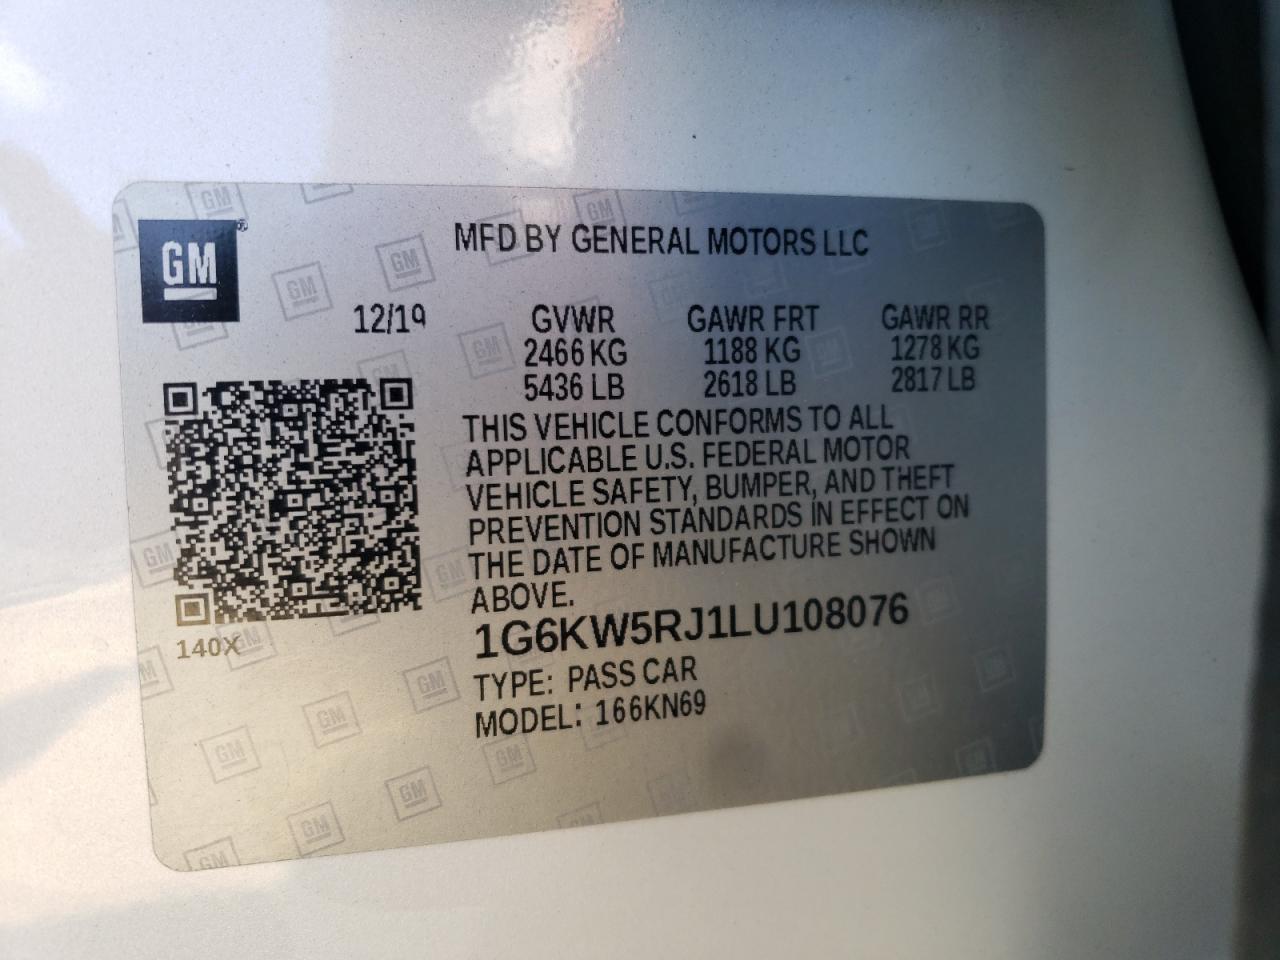 GM
MFD BY GENERAL MOTORS LLC
12/19 GVWR GAWR FRT GAWR RR
2466 KG 1188 KG 1278 KG
5436 LB 2618 LB 2817 LB
THIS VEHICLE CONFORMS TO ALL
APPLICABLE U.S. FEDERAL MOTOR
VEHICLE SAFETY, BUMPER, AND THEFT
PREVENTION STANDARDS IN EFFECT ON
THE DATE OF MANUFACTURE SHOWN
ABOVE.
140X
1G6KW5RJ1LU108076
TYPE: PASS CAR
MODEL: 166KN69